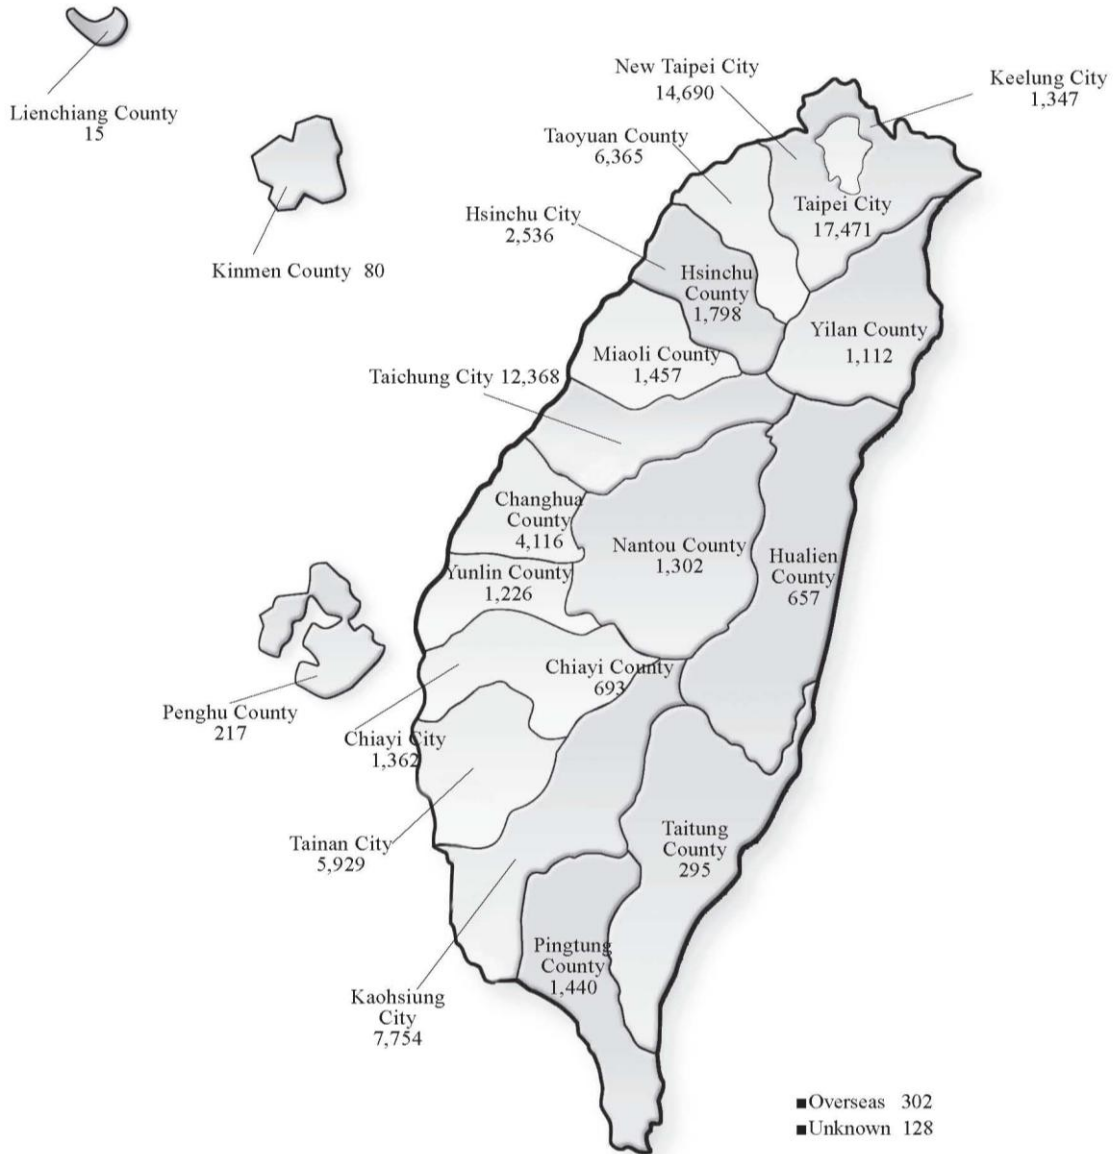 New Taipei City
14,690
Keelung City
1,347
Lienchiang County
15
Taoyuan County
6,365
Taipei City
17,471
Hsinchu City
2,536
Kinmen County 80
Hsinchu
County
1,798
Yilan County
1,112
Miaoli County
1,457
Taichung City 12,368
Changhua
County
4,116
Nantou County
1,302
Hualien
County
657
Yunlin County
1,226
Chiayi County
693
Penghu County
217
Chiayi City
1,362
Tainan City
5,929
Taitung
County
295
Pingtung
County
1,440
Kaohsiung
City
7,754
■Overseas 302
■Unknown 128